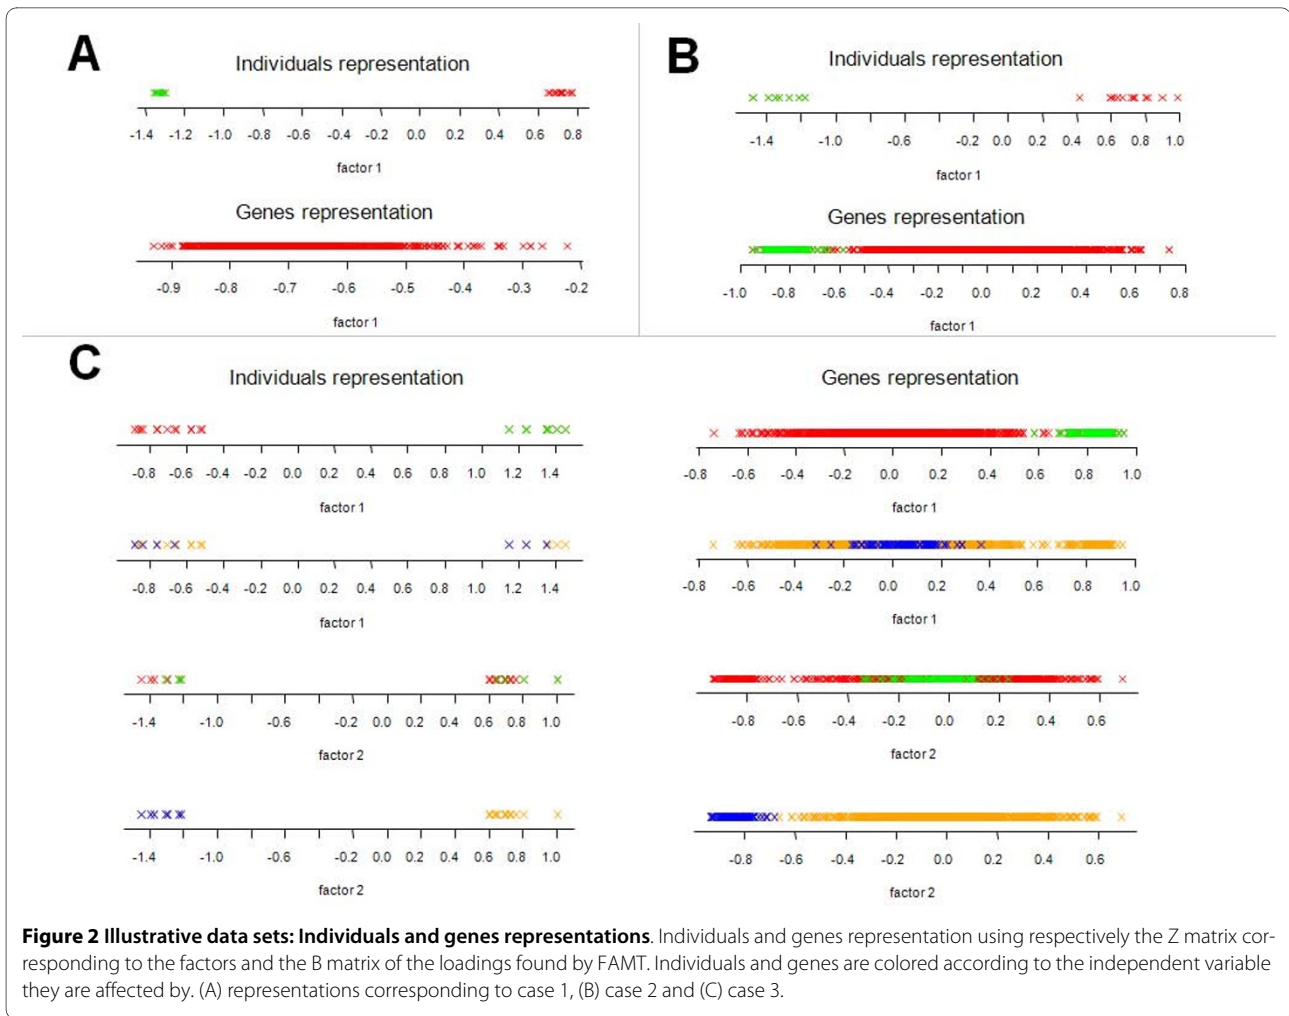 A
Individuals representation
-1.4 -1.2 -1.0 -0.8 -0.6 -0.4 -0.2 0.0 0.2 0.4 0.6 0.8
factor 1
Genes representation
-0.9 -0.8 -0.7 -0.6 -0.5 -0.4 -0.3 -0.2
factor 1
B
Individuals representation
-1.4 -1.0 -0.6 -0.2 0.0 0.2 0.4 0.6 0.8 1.0
factor 1
Genes representation
-1.0 -0.8 -0.6 -0.4 -0.2 0.0 0.2 0.4 0.6 0.8
factor 1
C
Individuals representation
-0.8 -0.6 -0.4 -0.2 0.0 0.2 0.4 0.6 0.8 1.0 1.2 1.4
factor 1
-0.8 -0.6 -0.4 -0.2 0.0 0.2 0.4 0.6 0.8 1.0 1.2 1.4
factor 1
-1.4 -1.0 -0.6 -0.2 0.0 0.2 0.4 0.6 0.8 1.0
factor 2
-1.4 -1.0 -0.6 -0.2 0.0 0.2 0.4 0.6 0.8 1.0
factor 2
Genes representation
-0.8 -0.6 -0.4 -0.2 0.0 0.2 0.4 0.6 0.8 1.0
factor 1
-0.8 -0.6 -0.4 -0.2 0.0 0.2 0.4 0.6 0.8 1.0
factor 1
-0.8 -0.6 -0.4 -0.2 0.0 0.2 0.4 0.6
factor 2
-0.8 -0.6 -0.4 -0.2 0.0 0.2 0.4 0.6
factor 2
Figure 2 Illustrative data sets: Individuals and genes representations. Individuals and genes representation using respectively the Z matrix cor-
responding to the factors and the B matrix of the loadings found by FAMT. Individuals and genes are colored according to the independent variable
they are affected by. (A) representations corresponding to case 1, (B) case 2 and (C) case 3.